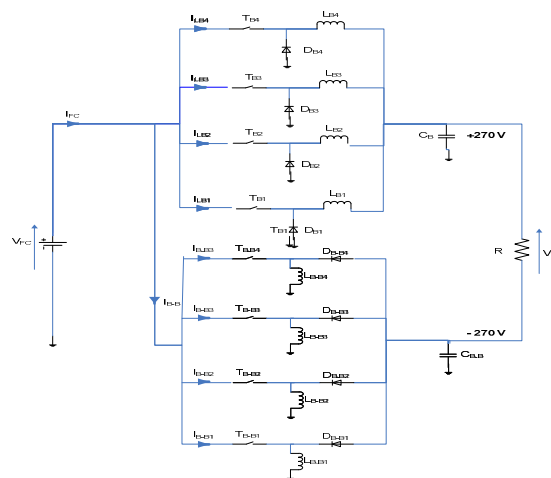 ILB4 TB4 LB4
DB4
ILB3 TB3 LB3
DB3
IFC
ILB2 TB2 LB2
DB2
CB +270 V
ILB1 TB1 LB1
TB1 DB1
VFC
R V
IB-B3 TB-B4 DB-B4
LB-B4
IB-B
IB-B3 TB-B3 DB-B3
LB-B3
-270 V
CB-B
IB-B2 TB-B2 DB-B2
LB-B2
IB-B1 TB-B1 DB-B1
LB-B1